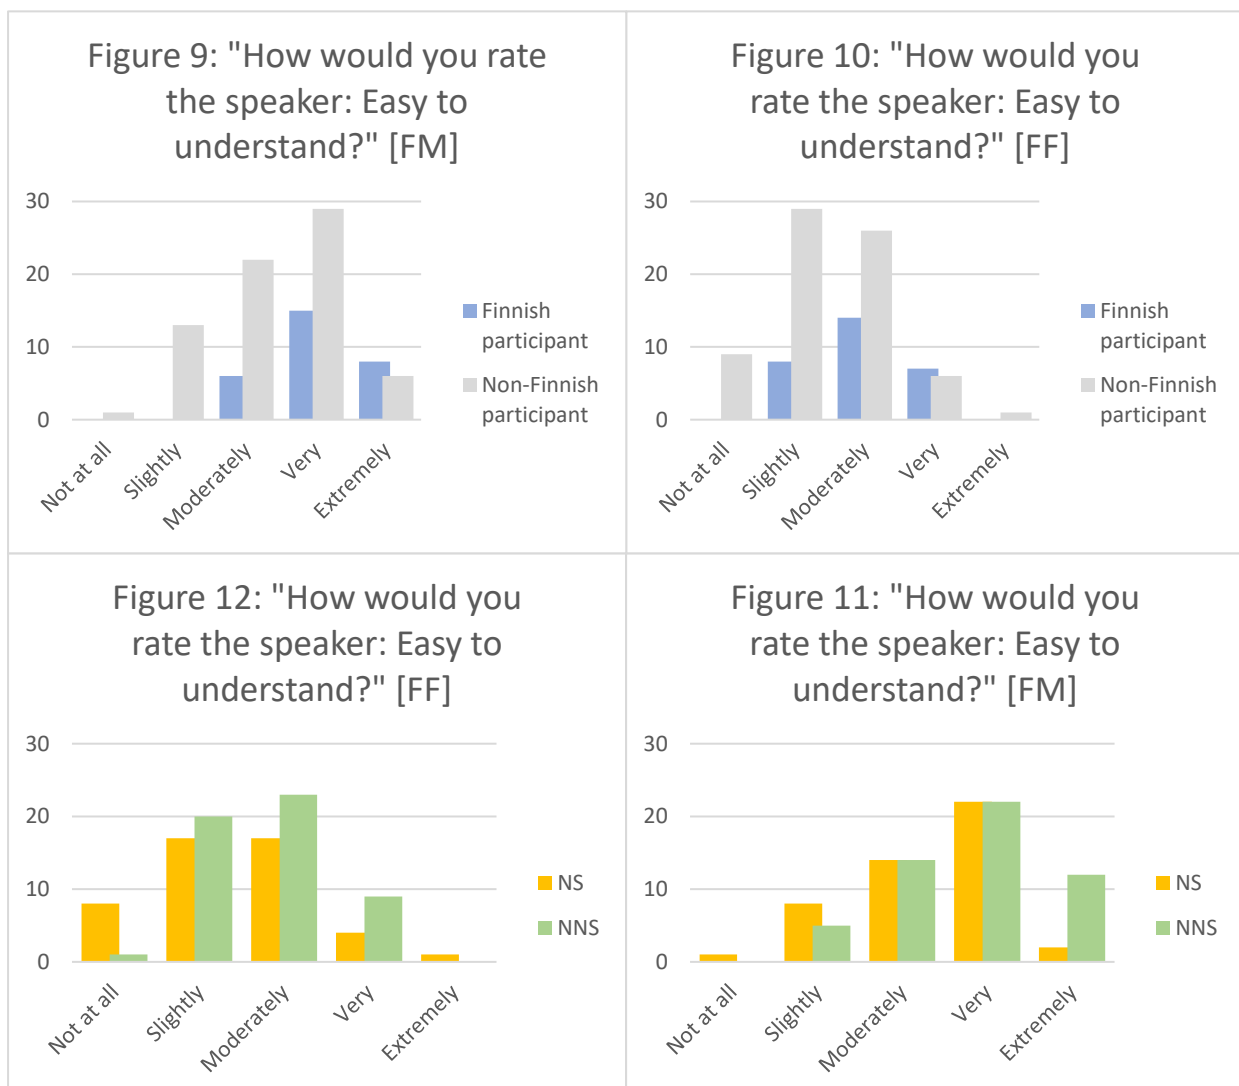 Figure 9: "How would you rate
the speaker: Easy to
understand?" [FM]
30
20
10
0
Not at all
Slightly
Moderately
Very
Extremely
Finnish
participant
Non-Finnish
participant
Figure 10: "How would you
rate the speaker: Easy to
understand?" [FF]
30
20
10
0
Not at all
Slightly
Moderately
Very
Extremely
Finnish
participant
Non-Finnish
participant
Figure 12: "How would you
rate the speaker: Easy to
understand?" [FF]
30
20
10
0
Not at all
Slightly
Moderately
Very
Extremely
NS
NNS
Figure 11: "How would you
rate the speaker: Easy to
understand?" [FM]
30
20
10
0
Not at all
Slightly
Moderately
Very
Extremely
NS
NNS